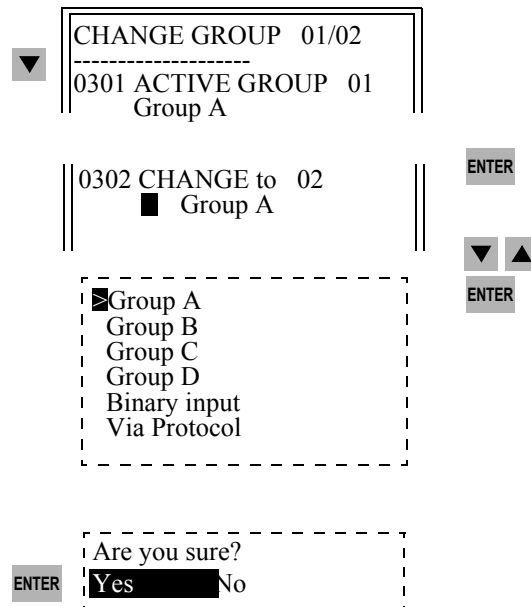 CHANGE GROUP 01/02
▼
--------------------
0301 ACTIVE GROUP 01
Group A
0302 CHANGE to 02
Group A
ENTER
▼ ▲
ENTER
>Group A
Group B
Group C
Group D
Binary input
Via Protocol
Are you sure?
ENTER
Yes No